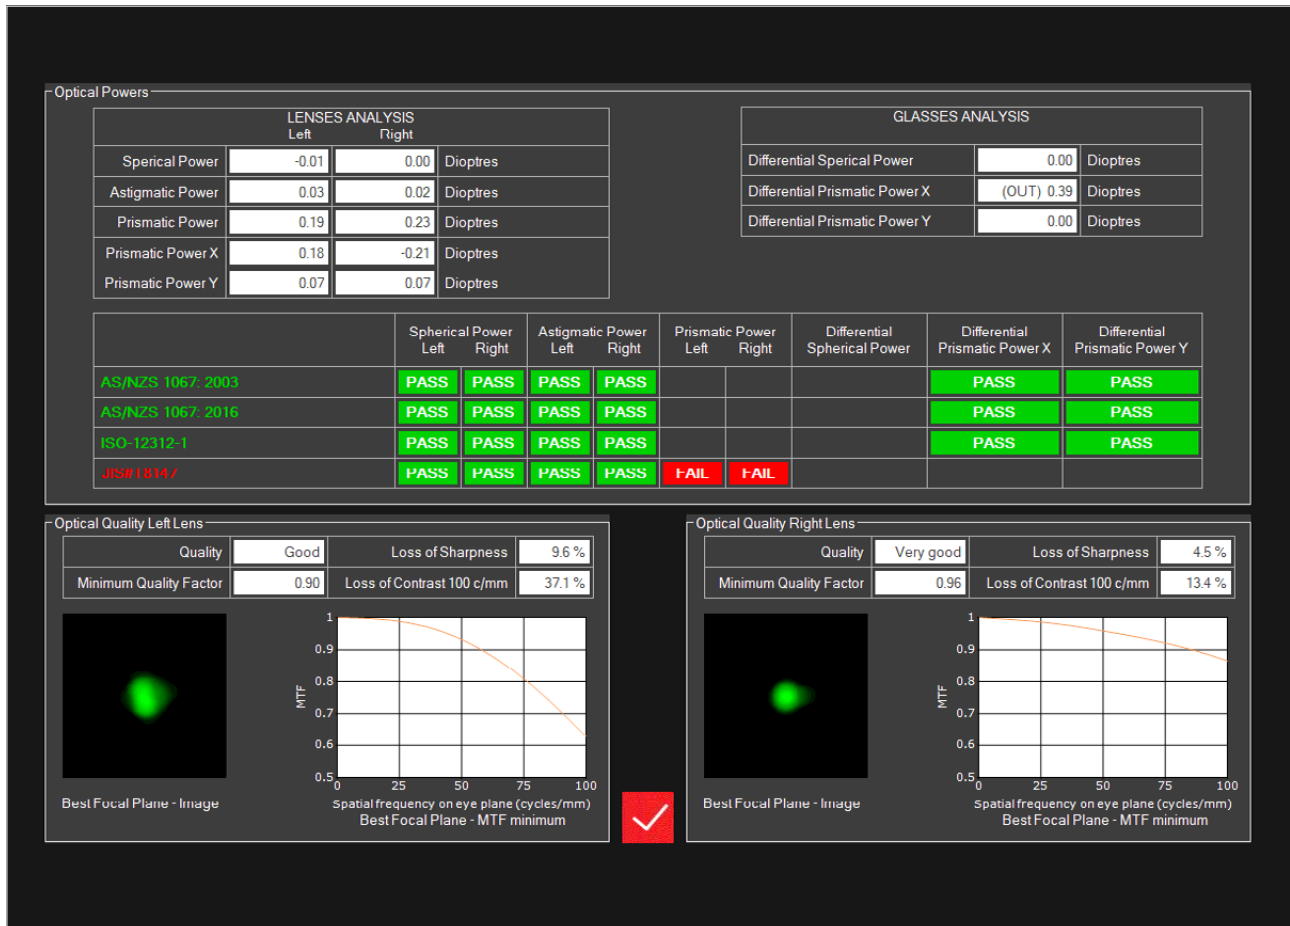 Optical Powers
LENSES ANALYSIS
Left Right
Sperical Power -0.01 0.00 Dioptres
Astigmatic Power 0.03 0.02 Dioptres
Prismatic Power 0.19 0.23 Dioptres
Prismatic Power X 0.18 -0.21 Dioptres
Prismatic Power Y 0.07 0.07 Dioptres
GLASSES ANALYSIS
Differential Sperical Power 0.00 Dioptres
Differential Prismatic Power X (OUT) 0.39 Dioptres
Differential Prismatic Power Y 0.00 Dioptres
Spherical Power Astigmatic Power Prismatic Power Differential Differential Differential
Left Right Left Right Left Right Spherical Power Prismatic Power X Prismatic Power Y
AS/NZS 1067: 2003 PASS PASS PASS PASS PASS PASS
AS/NZS 1067: 2016 PASS PASS PASS PASS PASS PASS
ISO-12312-1 PASS PASS PASS PASS PASS PASS
JIS#T8147 PASS PASS PASS PASS FAIL FAIL
Optical Quality Left Lens
Quality Good Loss of Sharpness 9.6 %
Minimum Quality Factor 0.90 Loss of Contrast 100 c/mm 37.1 %
1
0.9
0.8
0.7
0.6
0.5
MTF
0 25 50 75 100
Best Focal Plane - Image
Spatial frequency on eye plane (cycles/mm)
Best Focal Plane - MTF minimum
Optical Quality Right Lens
Quality Very good Loss of Sharpness 4.5 %
Minimum Quality Factor 0.96 Loss of Contrast 100 c/mm 13.4 %
1
0.9
0.8
0.7
0.6
0.5
MTF
0 25 50 75 100
Best Focal Plane - Image
Spatial frequency on eye plane (cycles/mm)
Best Focal Plane - MTF minimum